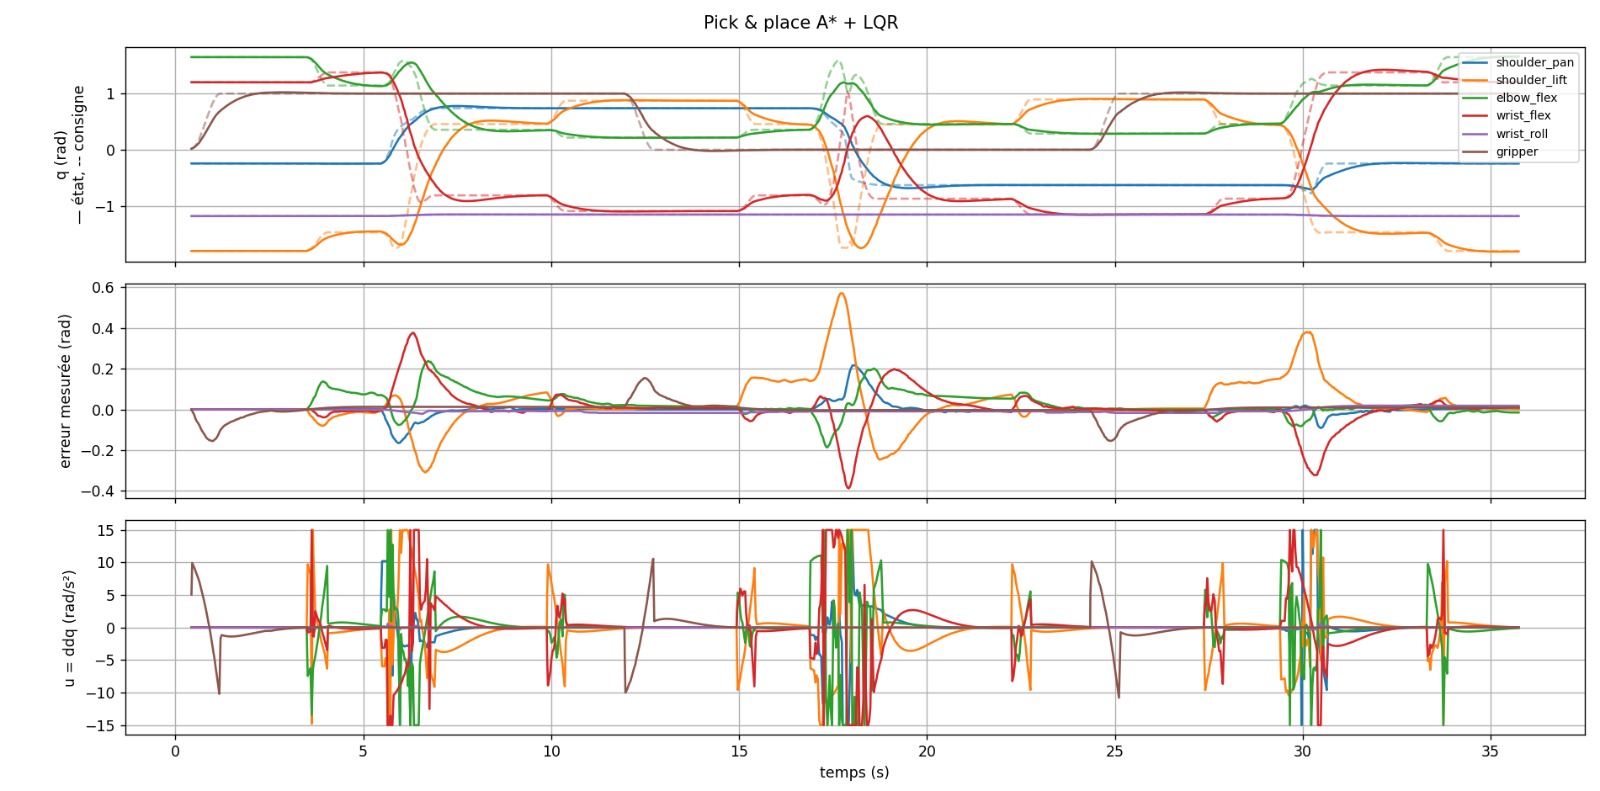 Pick & place A* + LQR
q (rad)
— état, -- consigne
1
0
−1
shoulder_pan
shoulder_lift
elbow_flex
wrist_flex
wrist_roll
gripper
erreur mesurée (rad)
0.6
0.4
0.2
0.0
−0.2
−0.4
u = ddq (rad/s²)
15
10
5
0
−5
−10
−15
0 5 10 15 20 25 30 35
temps (s)